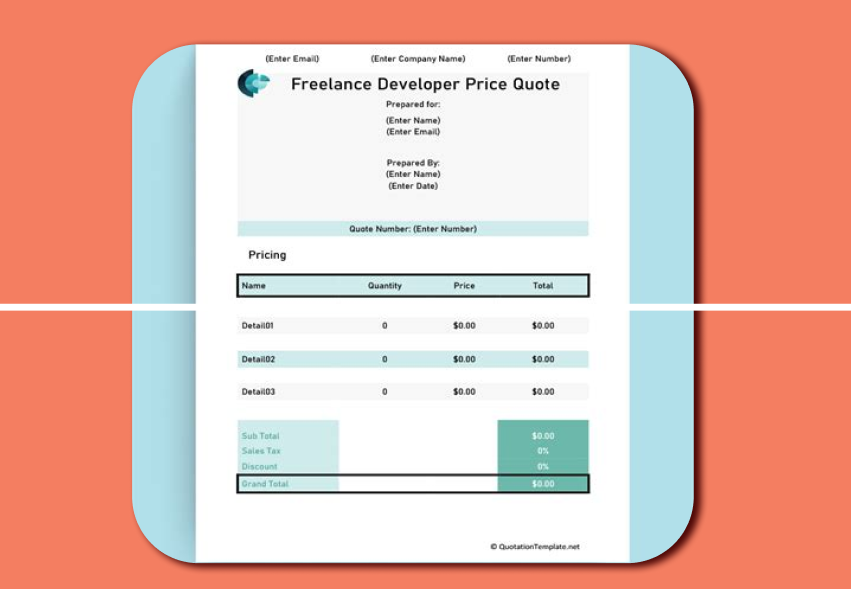 (Enter Email) (Enter Company Name) (Enter Number)
Freelance Developer Price Quote
Prepared for:
(Enter Name)
(Enter Email)
Prepared By:
(Enter Name)
(Enter Date)
Quote Number: (Enter Number)
Pricing
Name Quantity Price Total
Detail01 0 $0.00 $0.00
Detail02 0 $0.00 $0.00
Detail03 0 $0.00 $0.00
Sub Total $0.00
Sales Tax 0%
Discount 0%
Grand Total $0.00
© QuotationTemplate.net